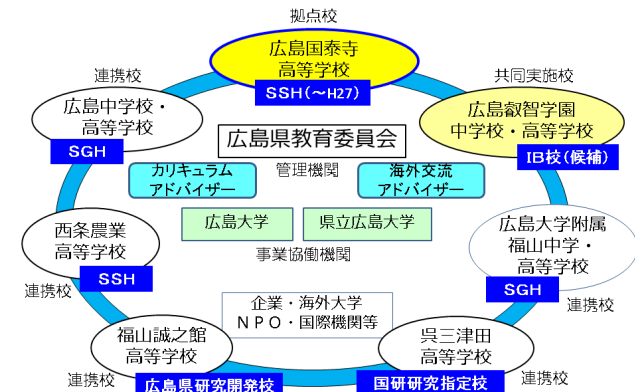 拠点校
広島国泰寺
高等学校
SSH(~H27)
連携校
広島中学校・
高等学校
SGH
共同実施校
広島叡智学園
中学校・高等学校
IB校(候補)
広島県教育委員会
管理機関
カリキュラム
アドバイザー
海外交流
アドバイザー
広島大学
県立広島大学
事業協働機関
西条農業
高等学校
SSH
連携校
広島大学附属
福山中学・
高等学校
SGH
連携校
企業・海外大学
NPO・国際機関等
福山誠之館
高等学校
連携校
広島県研究開発校
呉三津田
高等学校
国研研究指定校
連携校